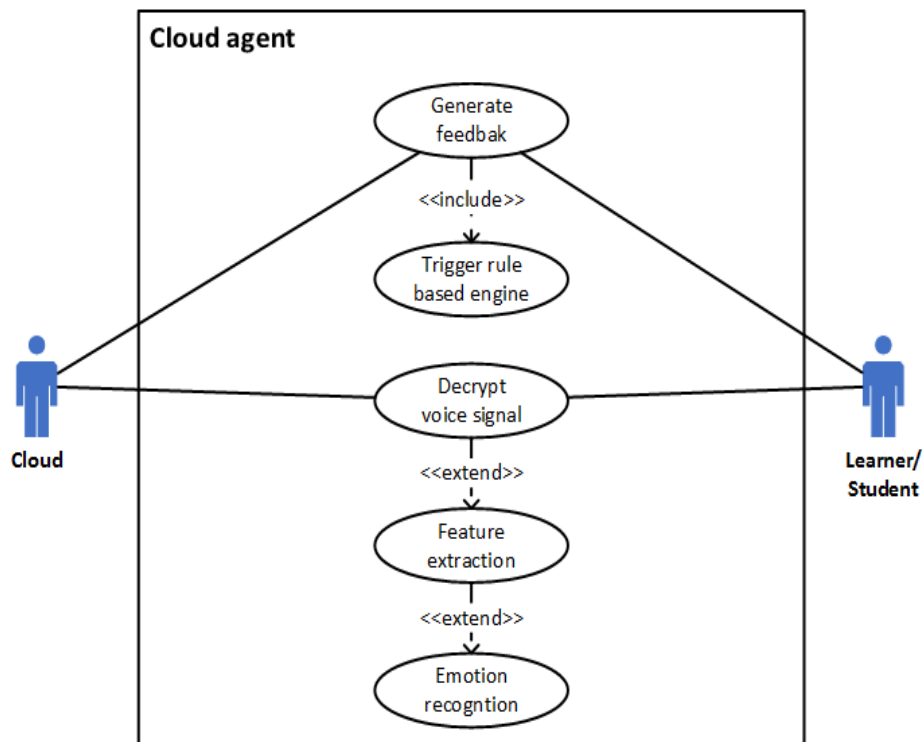 Cloud agent
Generate
feedbak
<<include>>
Trigger rule
based engine
Decrypt
voice signal
Cloud
Learner/
Student
<<extend>>
Feature
extraction
<<extend>>
Emotion
recogntion